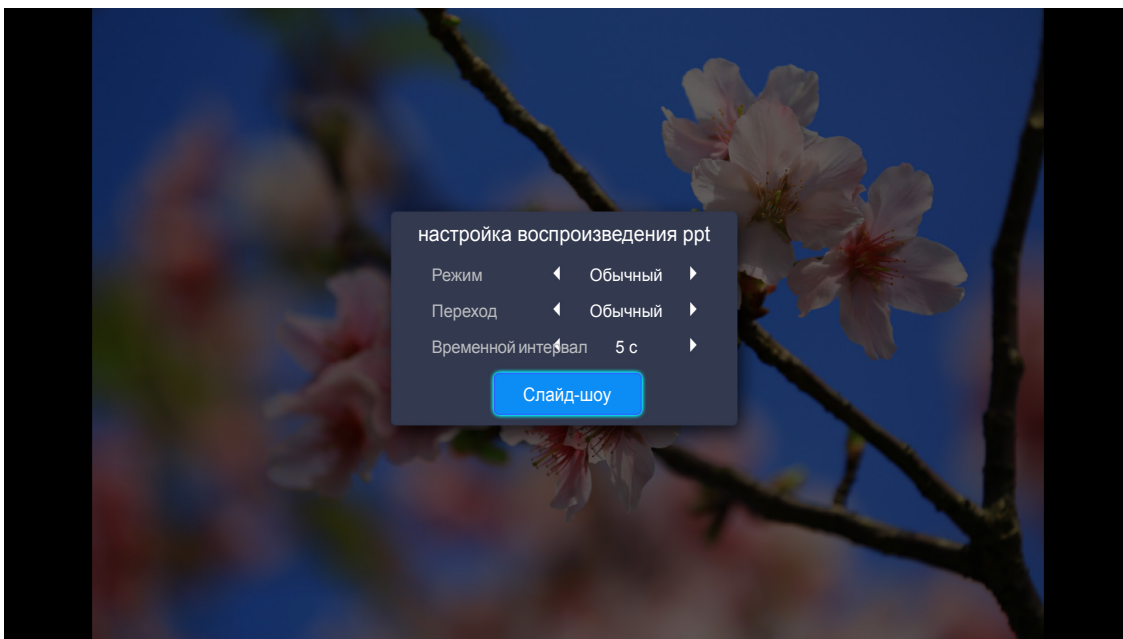 настройка воспроизведения ppt
Режим Обычный
Переход Обычный
Временной интервал 5 с
Слайд-шоу